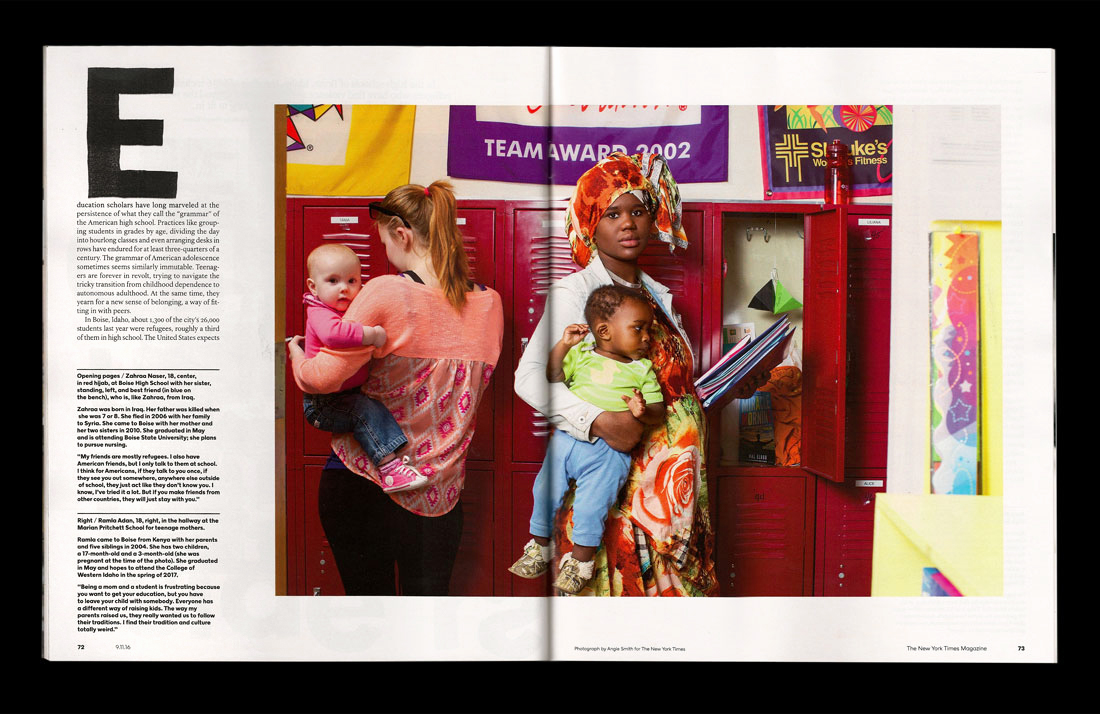 E
ducation scholars have long marveled at the
persistence of what they call the "grammar" of
the American high school. Practices like group-
ing students in grades by age, dividing the day
into hourlong classes and even arranging desks in
rows have endured for at least three-quarters of a
century. The grammar of American adolescence
sometimes seems similarly immutable. Teenag-
ers are forever in revolt, trying to navigate the
tricky transition from childhood dependence to
autonomous adulthood. At the same time, they
yearn for a new sense of belonging, a way of fit-
ting in with peers.
In Boise, Idaho, about 1,300 of the city's 26,000
students last year were refugees, roughly a third
of them in high school. The United States expects
Opening pages / Zahraa Naser, 18, center,
in red hijab, at Boise High School with her sister,
standing, left, and best friend (in blue on
the bench), who is, like Zahraa, from Iraq.
Zahraa was born in Iraq. Her father was killed when
she was 7 or 8. She fled in 2006 with her family
to Syria. She came to Boise with her mother and
her two sisters in 2010. She graduated in May
and is attending Boise State University; she plans
to pursue nursing.
"My friends are mostly refugees. I also have
American friends, but I only talk to them at school.
I think for Americans, if they talk to you once, if
they see you out somewhere, anywhere else outside
of school, they just act like they don't know you. I
know, I've tried it a lot. But if you make friends from
other countries, they will just stay with you."
Right / Ramla Adan, 18, right, in the hallway at the
Marian Pritchett School for teenage mothers.
Ramla came to Boise from Kenya with her parents
and five siblings in 2004. She has two children,
a 17-month-old and a 3-month-old (she was
pregnant at the time of the photo). She graduated
in May and hopes to attend the College of
Western Idaho in the spring of 2017.
"Being a mom and a student is frustrating because
you want to get your education, but you have
to leave your child with somebody. Everyone has
a different way of raising kids. The way my
parents raised us, they really wanted us to follow
their traditions. I find their tradition and culture
totally weird."
72
9.11.16
®
®
TEAM AWARD 2002
St. Luke's
Women's Fitness
LILIANA
ALICE
Photograph by Angie Smith for The New York Times
The New York Times Magazine
73